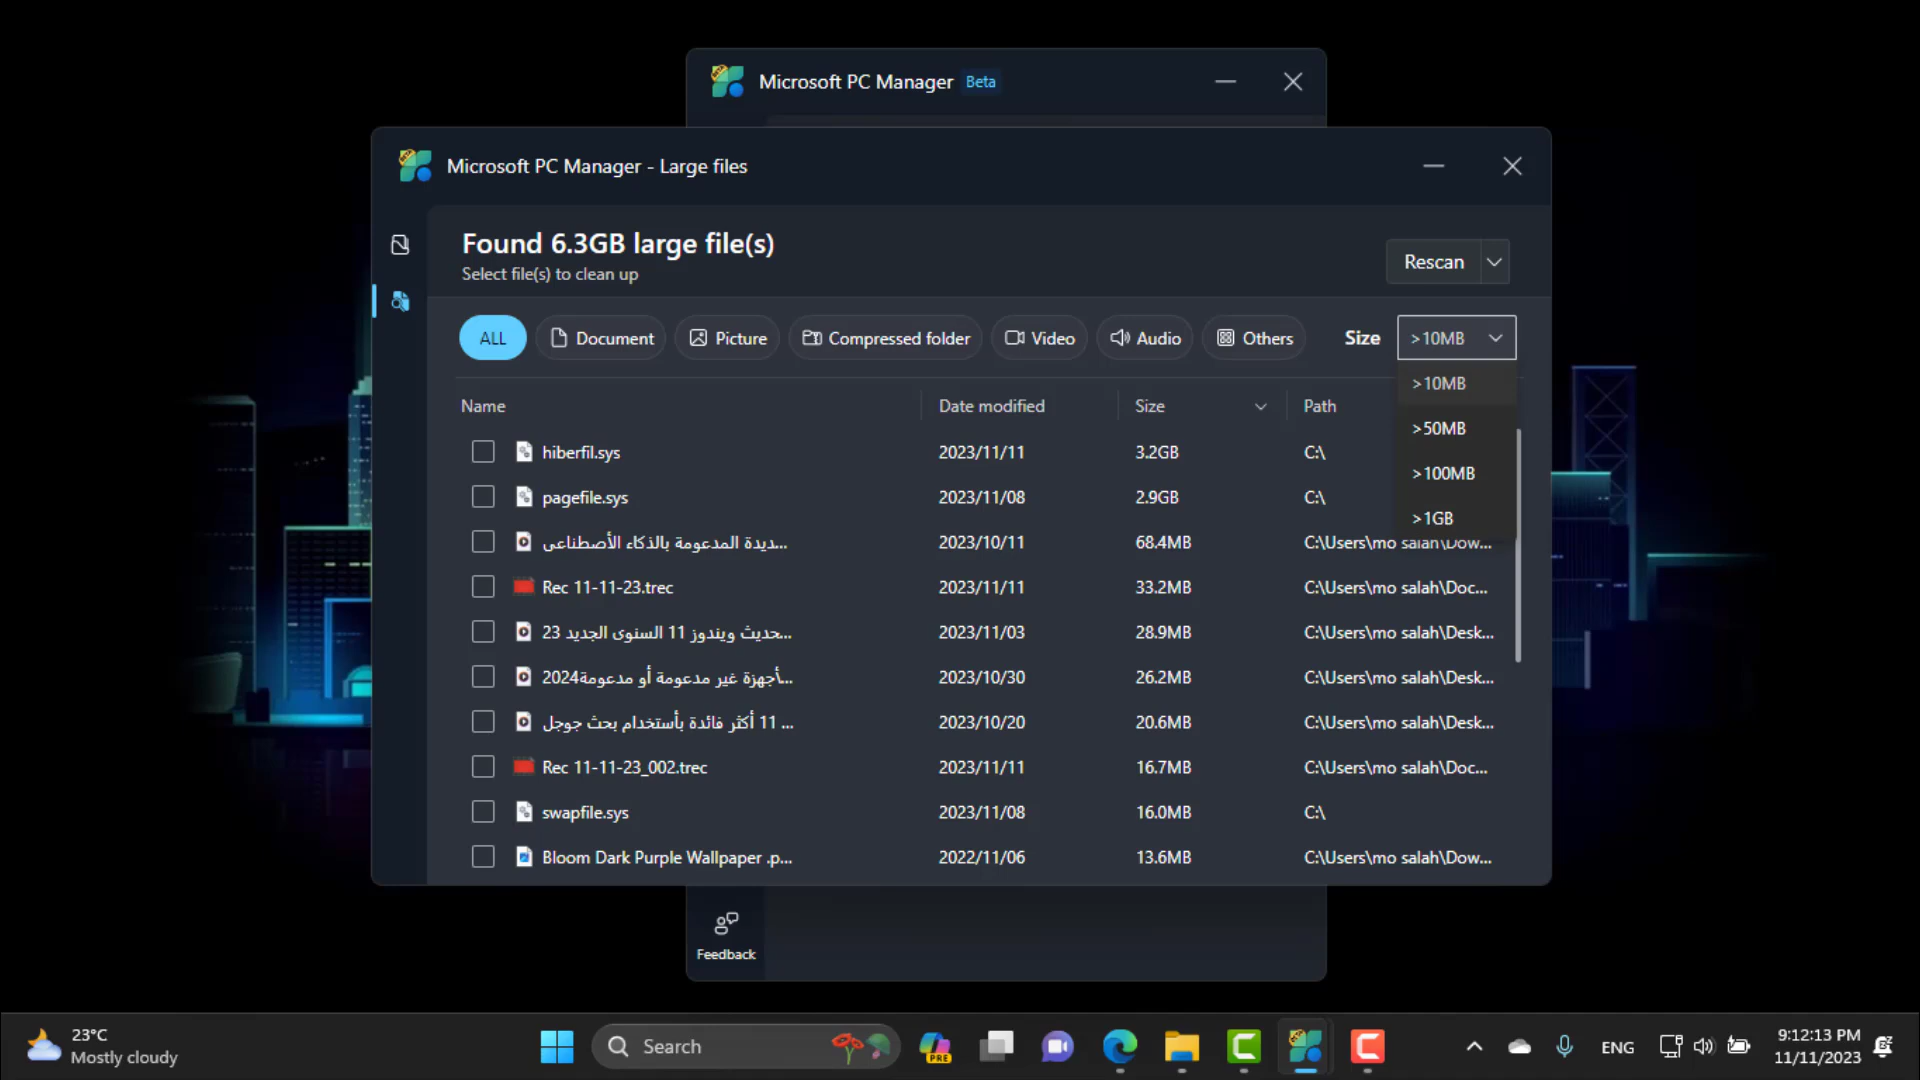 Microsoft PC Manager Beta
Microsoft PC Manager - Large files
Found 6.3GB large file(s)
Select file(s) to clean up
Rescan
ALL Document Picture Compressed folder Video Audio Others Size >10MB
>10MB
>50MB
>100MB
>1GB
Name Date modified Size Path
hiberfil.sys 2023/11/11 3.2GB C:\
pagefile.sys 2023/11/08 2.9GB C:\
...ديدة المدعومة بالذكاء الأصطناعى 2023/10/11 68.4MB C:\Users\mo salah\Dow...
Rec 11-11-23.trec 2023/11/11 33.2MB C:\Users\mo salah\Doc...
...حديث ويندوز 11 السنوى الجديد 23 2023/11/03 28.9MB C:\Users\mo salah\Desk...
...أجهزة غير مدعومة أو مدعومة2024 2023/10/30 26.2MB C:\Users\mo salah\Desk...
... 11 أكثر فائدة بأستخدام بحث جوجل 2023/10/20 20.6MB C:\Users\mo salah\Desk...
Rec 11-11-23_002.trec 2023/11/11 16.7MB C:\Users\mo salah\Doc...
swapfile.sys 2023/11/08 16.0MB C:\
Bloom Dark Purple Wallpaper .p... 2022/11/06 13.6MB C:\Users\mo salah\Dow...
Feedback
23°C
Mostly cloudy
Search
PRE
ENG
9:12:13 PM
11/11/2023